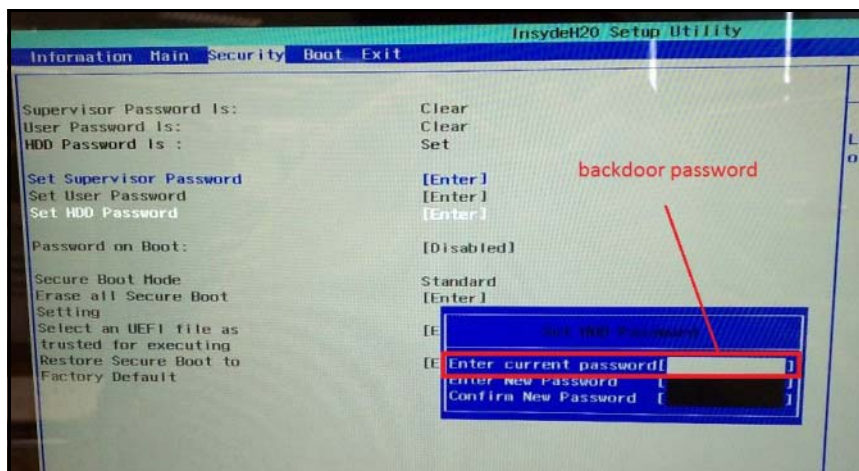 InsydeH20 Setup Utility
Information Main Security Boot Exit
Supervisor Password Is: Clear
User Password Is: Clear
HDD Password Is : Set
Set Supervisor Password [Enter]
backdoor password
Set User Password [Enter]
Set HDD Password [Enter]
Password on Boot: [Disabled]
Secure Boot Mode Standard
Erase all Secure Boot [Enter]
Setting
Select an UEFI file as [E
trusted for executing
Set HDD Password
Restore Secure Boot to [E
Factory Default
Enter current password[ ]
Enter New Password [ ]
Confirm New Password [ ]